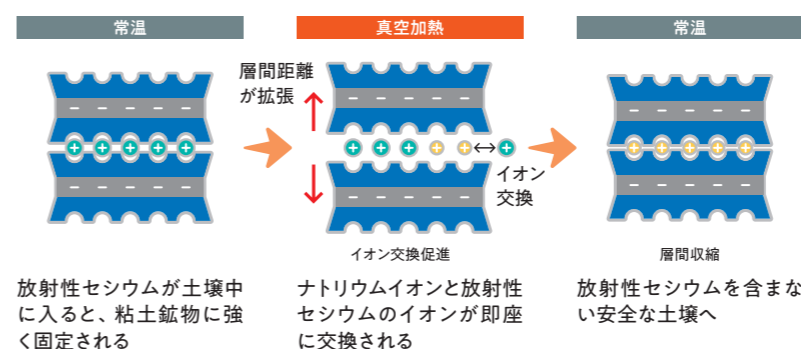 常温
真空加熱
常温
層間距離
が拡張
イオン
交換
イオン交換促進
層間収縮
放射性セシウムが土壌中
に入ると、粘土鉱物に強
く固定される
ナトリウムイオンと放射性
セシウムのイオンが即座
に交換される
放射性セシウムを含まな
い安全な土壌へ